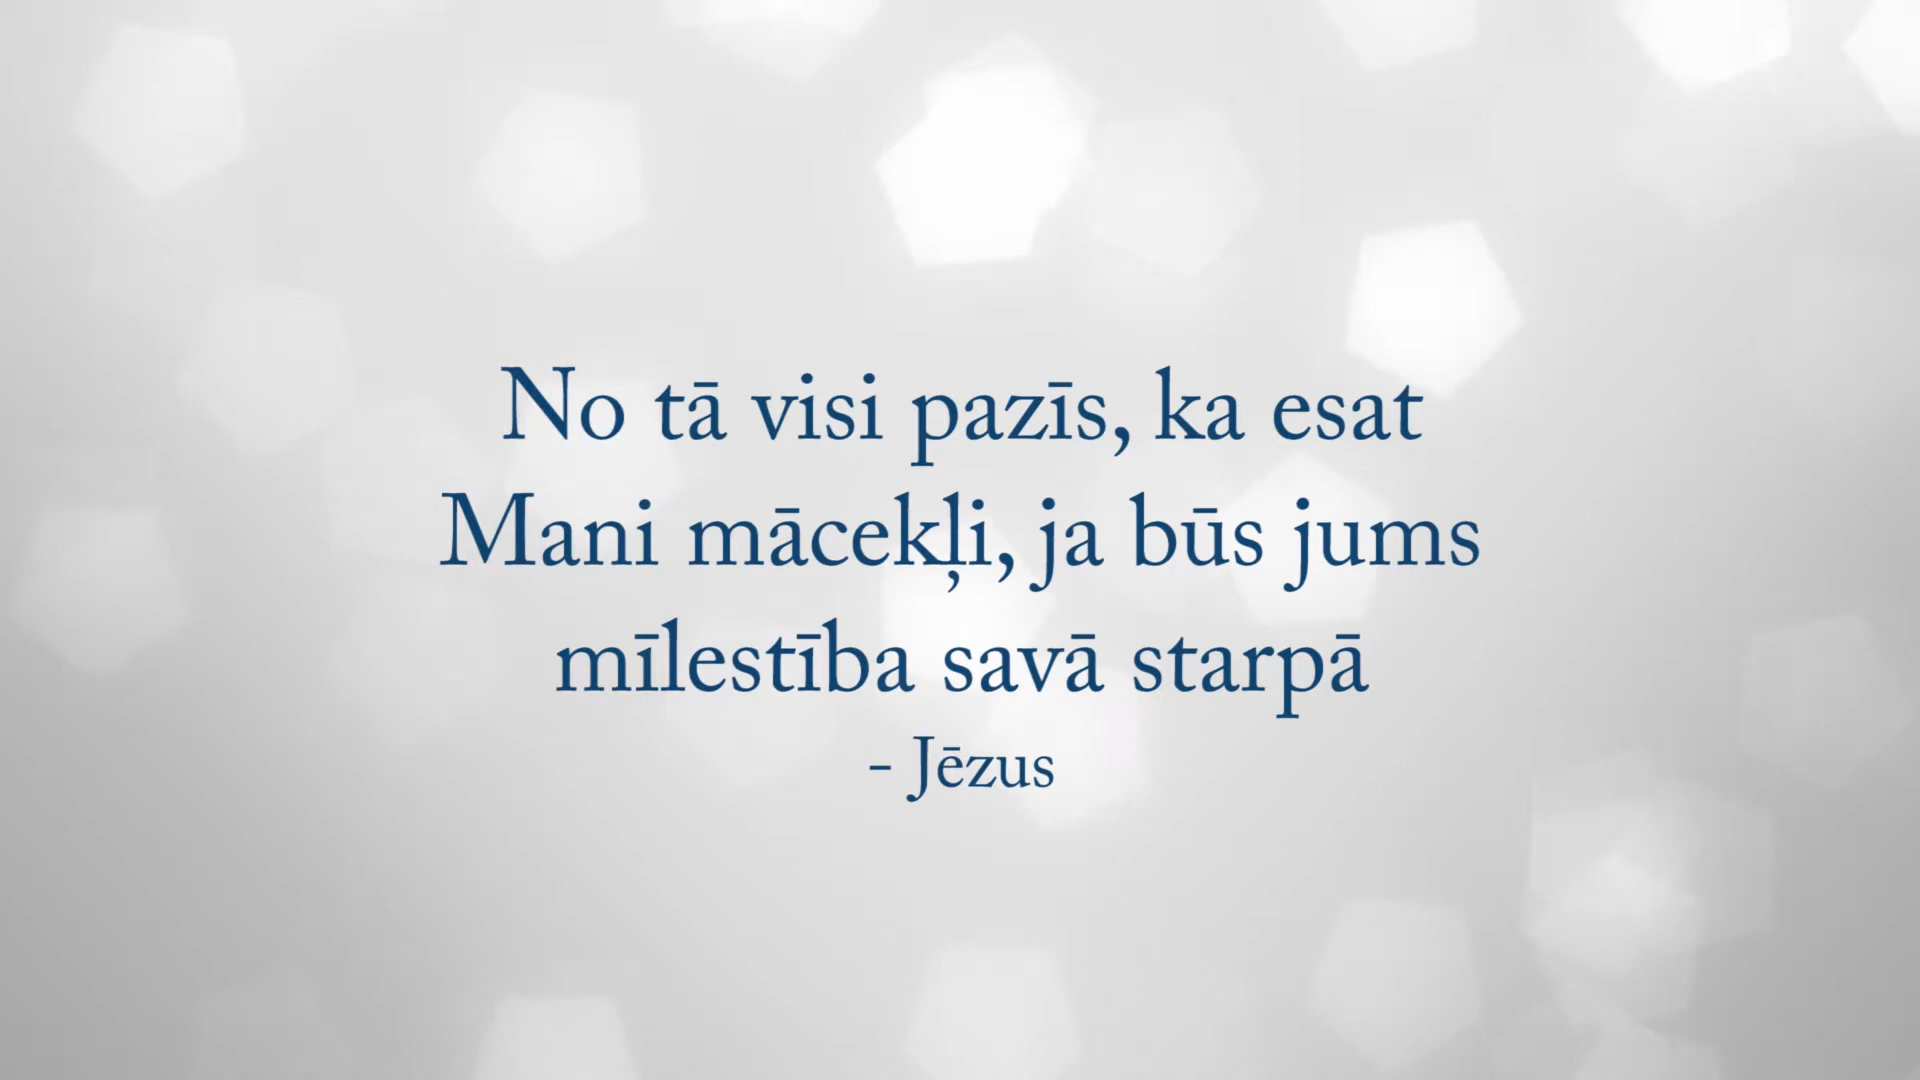 No tā visi pazīs, ka esat
Mani mācekļi, ja būs jums
mīlestība savā starpā
- Jēzus